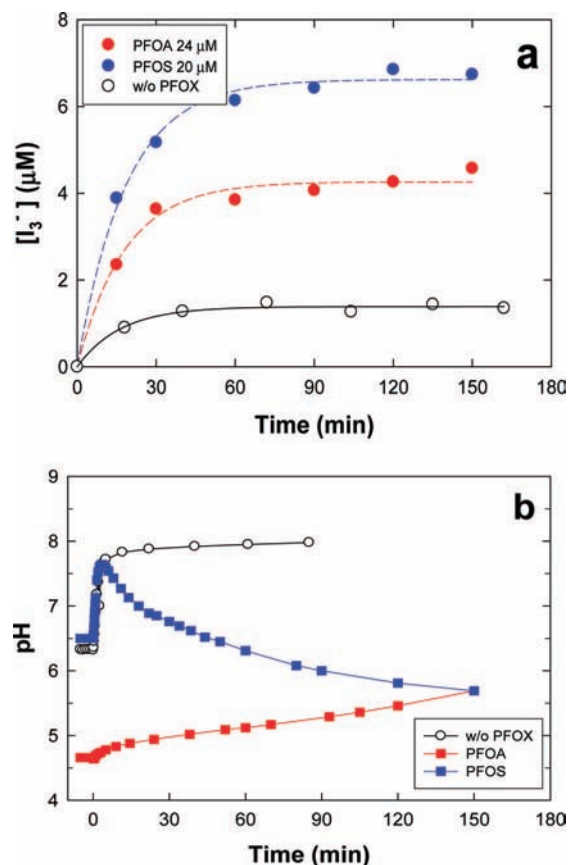 a
PFOA 24 μM
PFOS 20 μM
w/o PFOX
[I₃⁻] (μM)
8
6
4
2
0
0 30 60 90 120 150 180
Time (min)
b
pH
9
8
7
6
5
4
w/o PFOX
PFOA
PFOS
0 30 60 90 120 150 180
Time (min)